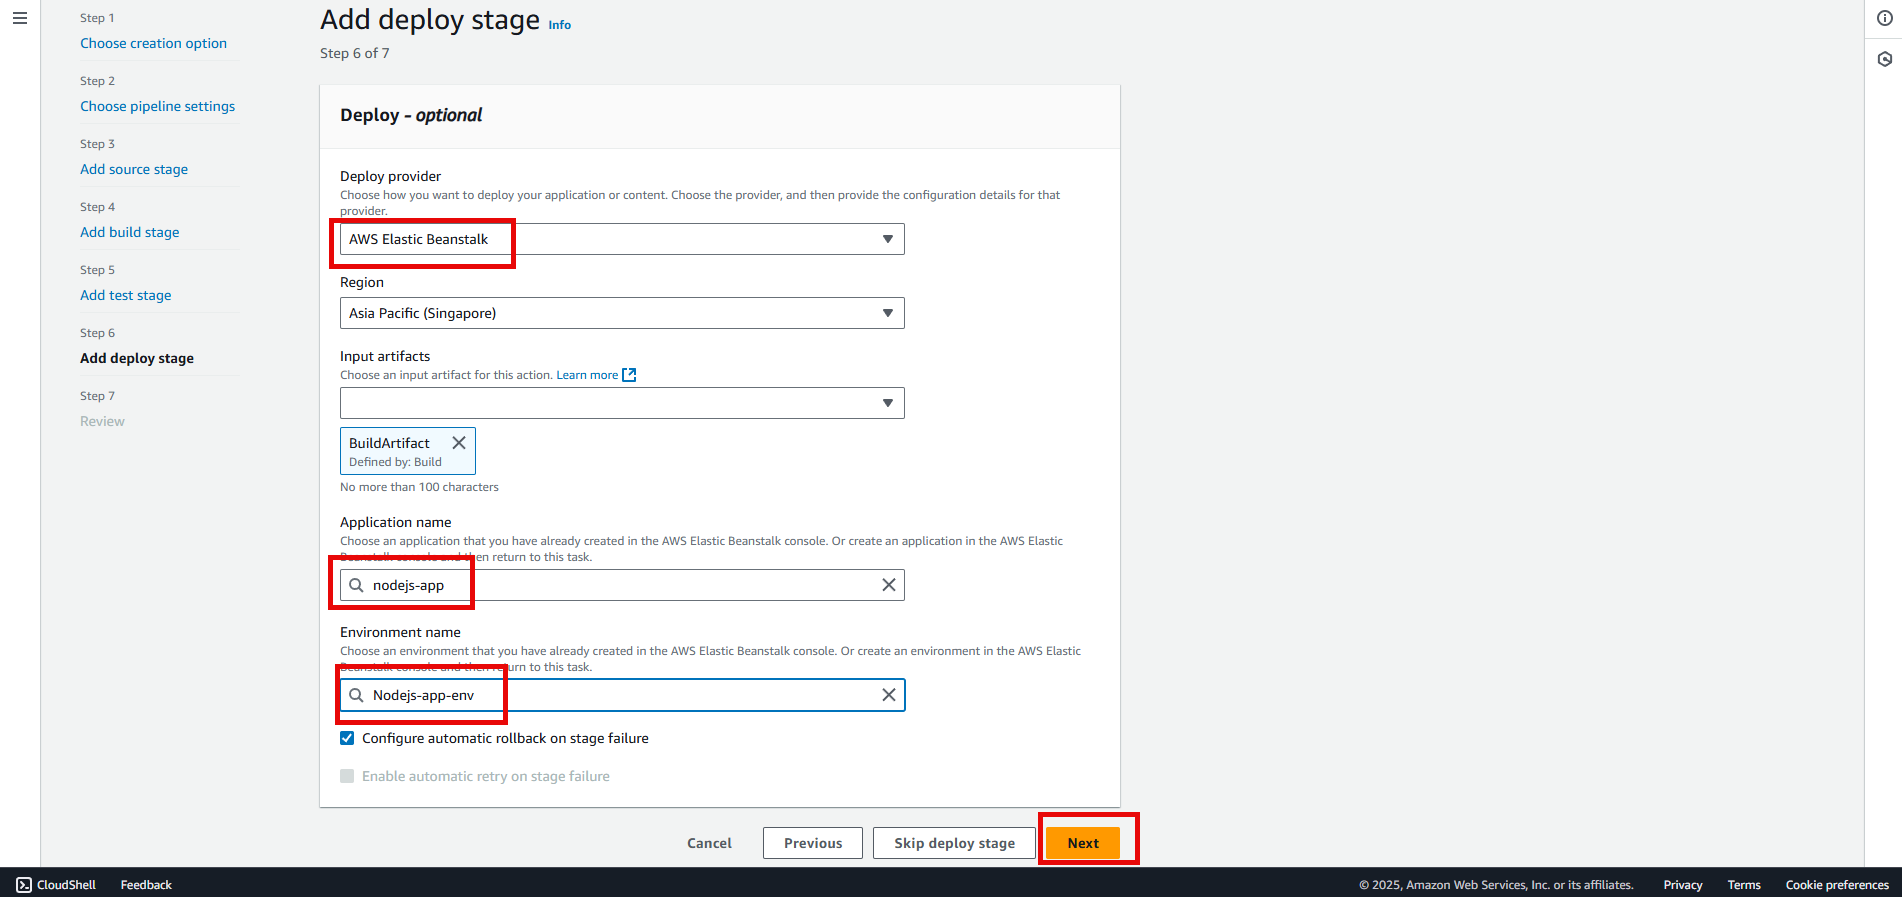 Step 1
Choose creation option
Step 2
Choose pipeline settings
Step 3
Add source stage
Step 4
Add build stage
Step 5
Add test stage
Step 6
Add deploy stage
Step 7
Review
Add deploy stage Info
Step 6 of 7
Deploy - optional
Deploy provider
Choose how you want to deploy your application or content. Choose the provider, and then provide the configuration details for that
provider.
AWS Elastic Beanstalk
Region
Asia Pacific (Singapore)
Input artifacts
Choose an input artifact for this action. Learn more
BuildArtifact
Defined by: Build
No more than 100 characters
Application name
Choose an application that you have already created in the AWS Elastic Beanstalk console. Or create an application in the AWS Elastic
Beanstalk console and then return to this task.
nodejs-app
Environment name
Choose an environment that you have already created in the AWS Elastic Beanstalk console. Or create an environment in the AWS Elastic
Beanstalk console and then return to this task.
Nodejs-app-env
Configure automatic rollback on stage failure
Enable automatic retry on stage failure
Cancel Previous Skip deploy stage Next
CloudShell Feedback © 2025, Amazon Web Services, Inc. or its affiliates. Privacy Terms Cookie preferences